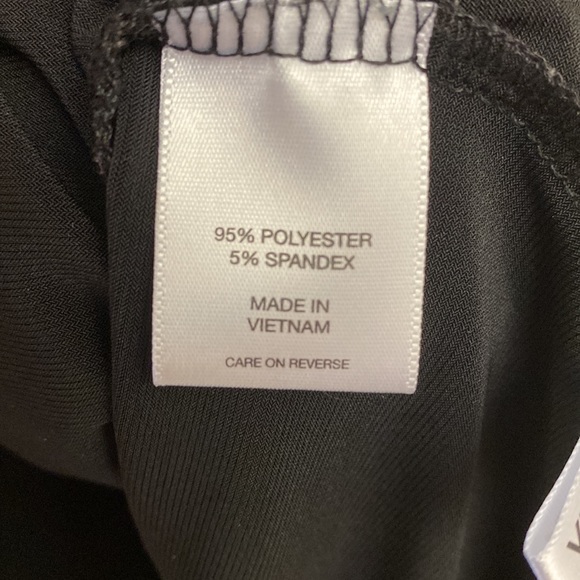 95% POLYESTER
5% SPANDEX
MADE IN
VIETNAM
CARE ON REVERSE